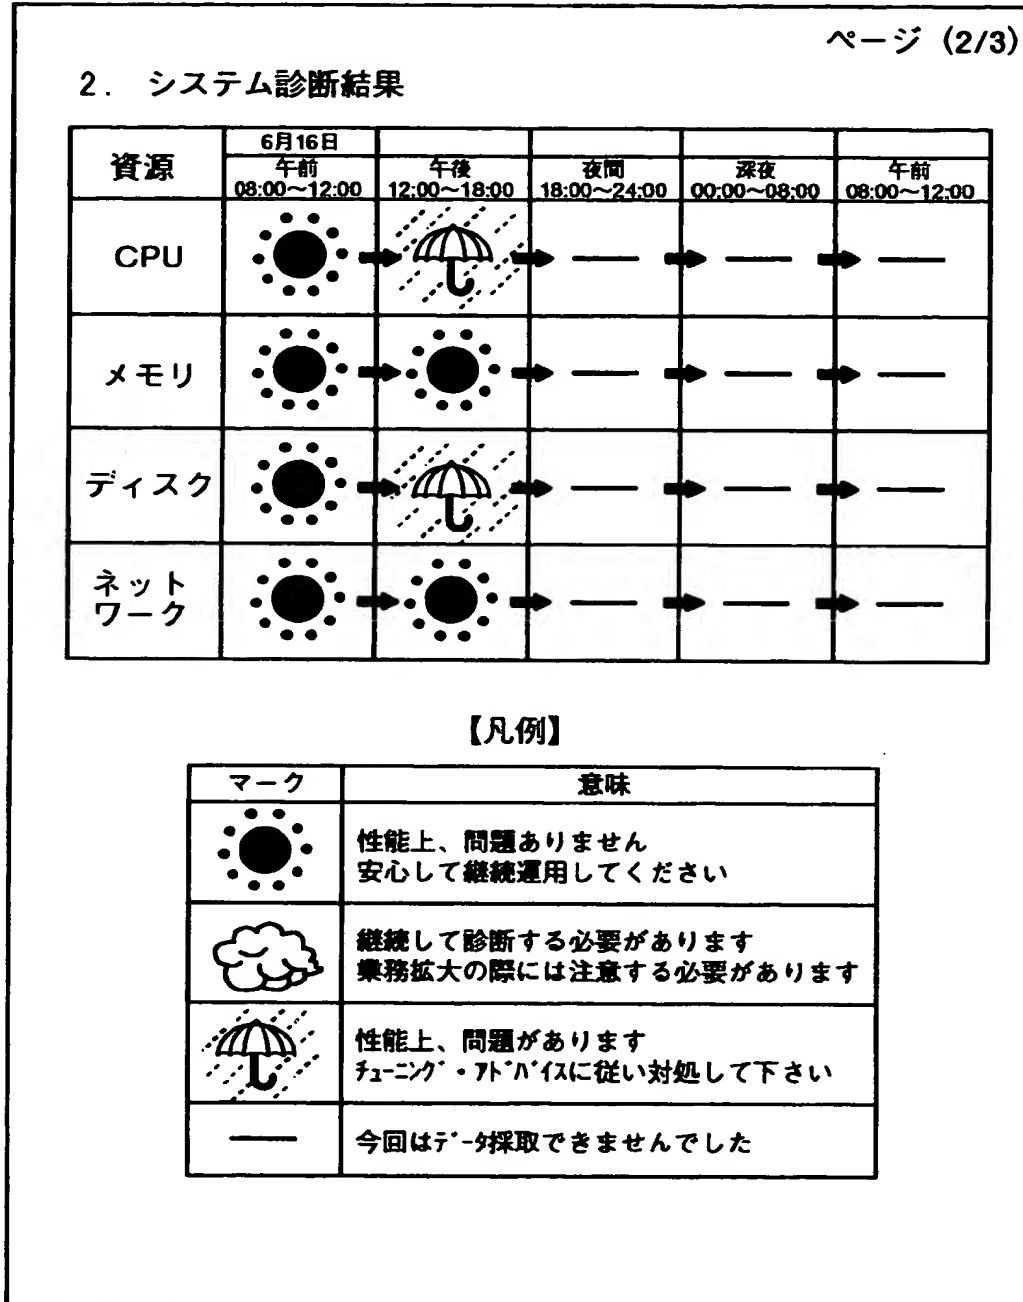 ページ (2/3)
2. システム診断結果
資源
6月16日
午前
08:00～12:00
午後
12:00～18:00
夜間
18:00～24:00
深夜
00:00～08:00
午前
08:00～12:00
CPU
メモリ
ディスク
ネット
ワーク
【凡例】
マーク
意味
性能上、問題ありません
安心して継続運用してください
継続して診断する必要があります
業務拡大の際には注意する必要があります
性能上、問題があります
ﾁｭｰﾆﾝｸﾞ・ｱﾄﾞﾊﾞｲｽに従い対処して下さい
今回はﾃﾞｰﾀ採取できませんでした